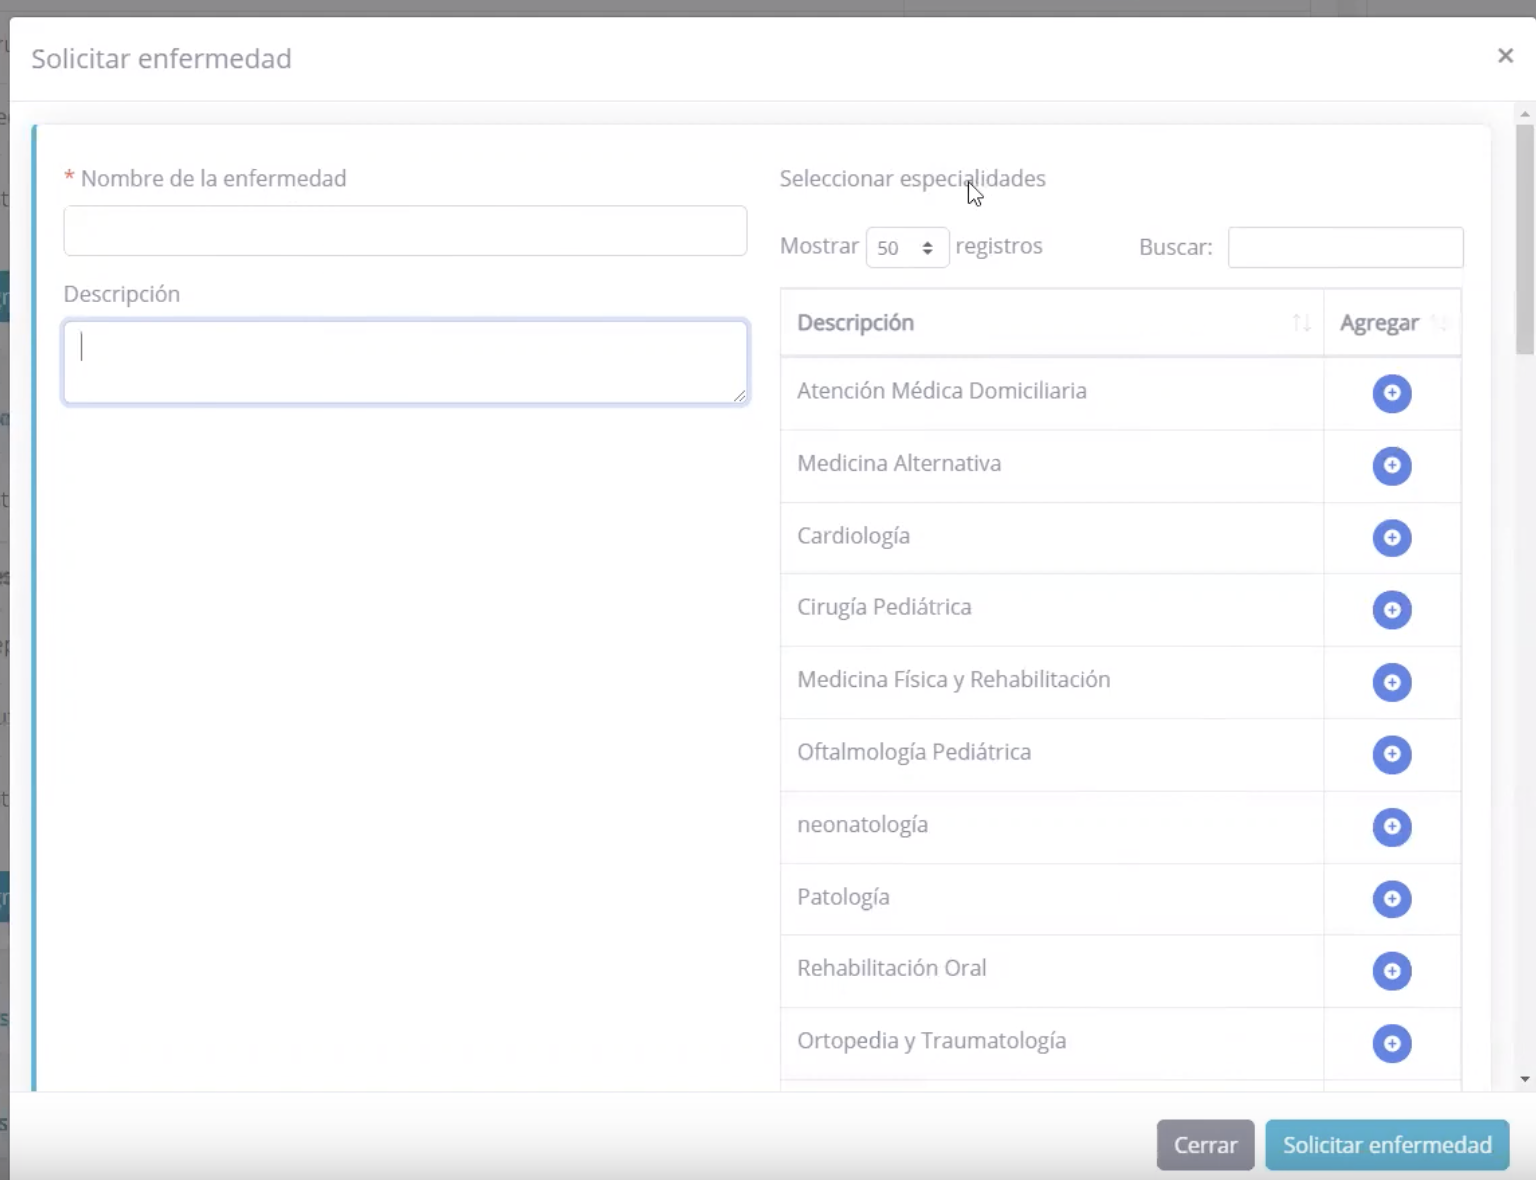 Solicitar enfermedad
×
* Nombre de la enfermedad
Descripción
Seleccionar especialidades
Mostrar 50 registros
Buscar:
Descripción
Agregar
Atención Médica Domiciliaria
Medicina Alternativa
Cardiología
Cirugía Pediátrica
Medicina Física y Rehabilitación
Oftalmología Pediátrica
neonatología
Patología
Rehabilitación Oral
Ortopedia y Traumatología
Cerrar
Solicitar enfermedad